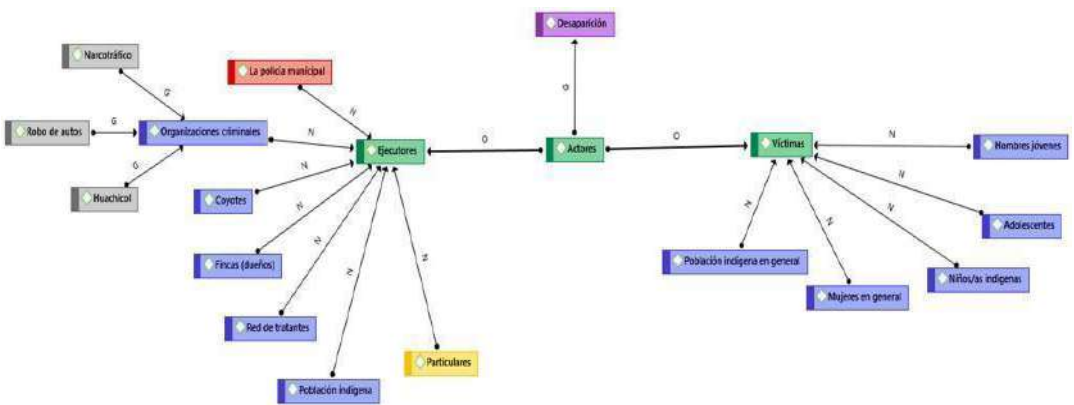 Desaparición
Narcotráfico
La policía municipal
G
G
N
Robo de autos
G
Organizaciones criminales
N
Ejecutores
O
Actores
O
Víctimas
N
Hombres jóvenes
G
Huachicol
N
Coyotes
N
N
N
N
N
N
N
N
Adolescentes
Fincas (dueños)
Población indígena en general
Niños/as indígenas
Mujeres en general
Red de tratantes
Particulares
Población indígena